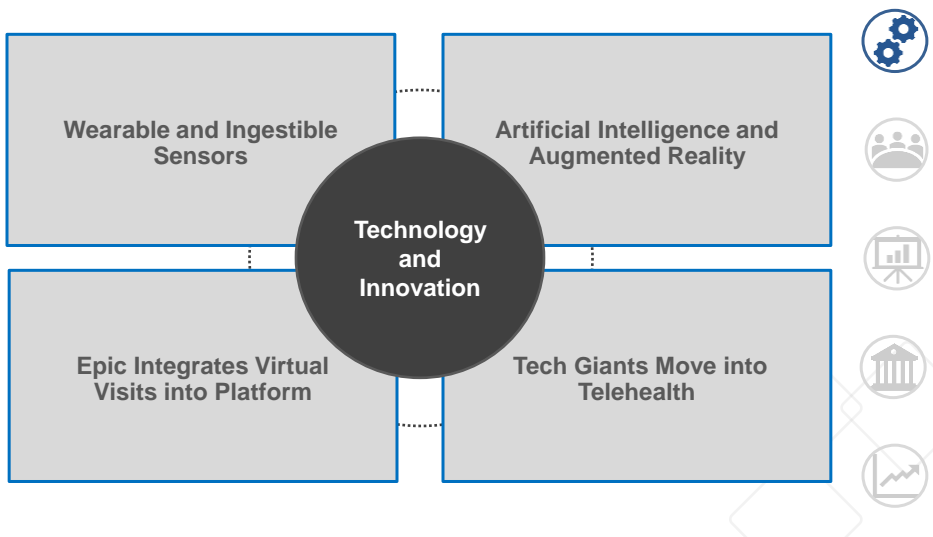 Wearable and Ingestible
Sensors
Artificial Intelligence and
Augmented Reality
Technology
and
Innovation
Epic Integrates Virtual
Visits into Platform
Tech Giants Move into
Telehealth